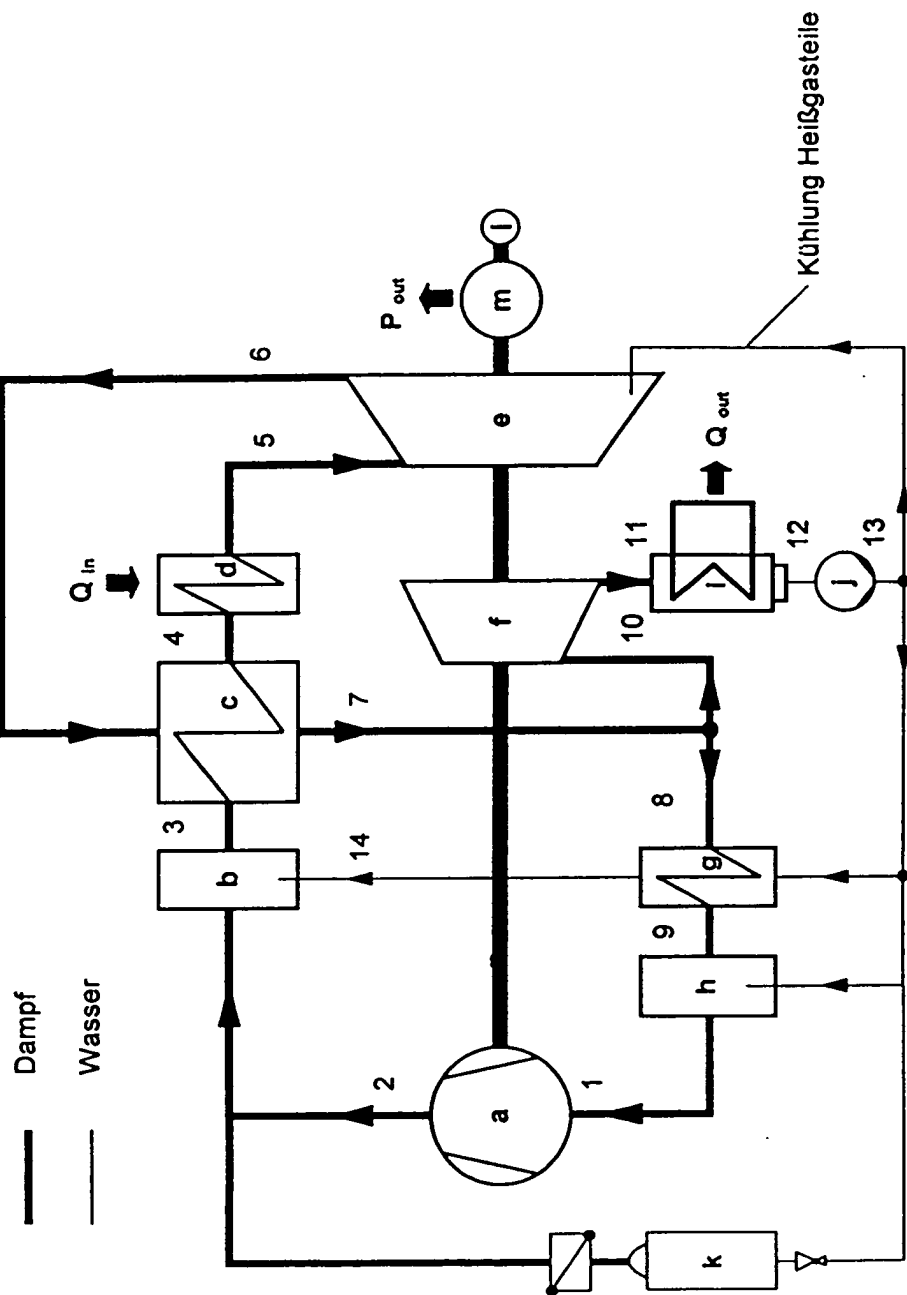 Dampf
Wasser
Q In
3
4
b
c
d
5
6
14
7
2
P out
a
f
e
m
l
1
9
8
10
11
k
h
g
i
Q out
12
j
13
Kühlung Heißgasteile